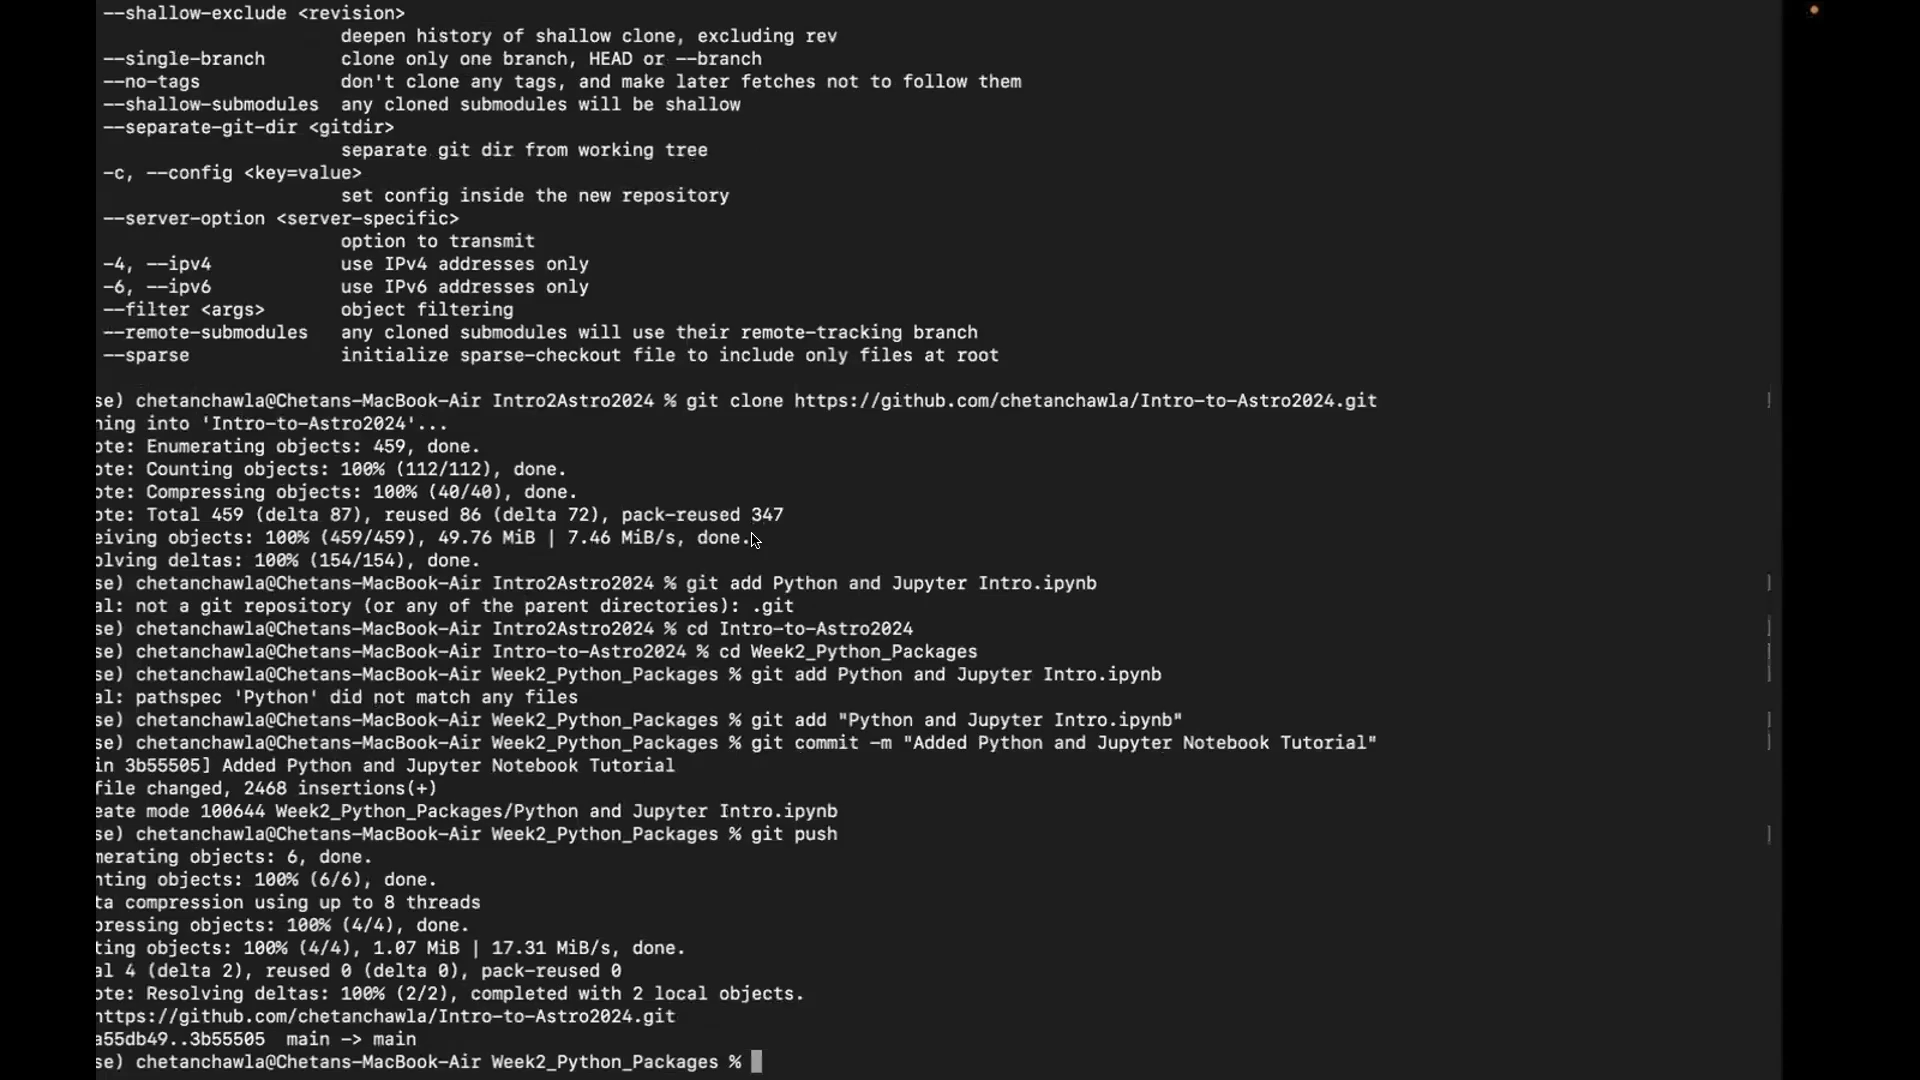 --shallow-exclude <revision>
deepen history of shallow clone, excluding rev
--single-branch clone only one branch, HEAD or --branch
--no-tags don't clone any tags, and make later fetches not to follow them
--shallow-submodules any cloned submodules will be shallow
--separate-git-dir <gitdir>
separate git dir from working tree
-c, --config <key=value>
set config inside the new repository
--server-option <server-specific>
option to transmit
-4, --ipv4 use IPv4 addresses only
-6, --ipv6 use IPv6 addresses only
--filter <args> object filtering
--remote-submodules any cloned submodules will use their remote-tracking branch
--sparse initialize sparse-checkout file to include only files at root
se) chetanchawla@Chetans-MacBook-Air Intro2Astro2024 % git clone https://github.com/chetanchawla/Intro-to-Astro2024.git
ning into 'Intro-to-Astro2024'...
ote: Enumerating objects: 459, done.
ote: Counting objects: 100% (112/112), done.
ote: Compressing objects: 100% (40/40), done.
ote: Total 459 (delta 87), reused 86 (delta 72), pack-reused 347
eiving objects: 100% (459/459), 49.76 MiB | 7.46 MiB/s, done.
olving deltas: 100% (154/154), done.
se) chetanchawla@Chetans-MacBook-Air Intro2Astro2024 % git add Python and Jupyter Intro.ipynb
al: not a git repository (or any of the parent directories): .git
se) chetanchawla@Chetans-MacBook-Air Intro2Astro2024 % cd Intro-to-Astro2024
se) chetanchawla@Chetans-MacBook-Air Intro-to-Astro2024 % cd Week2_Python_Packages
se) chetanchawla@Chetans-MacBook-Air Week2_Python_Packages % git add Python and Jupyter Intro.ipynb
al: pathspec 'Python' did not match any files
se) chetanchawla@Chetans-MacBook-Air Week2_Python_Packages % git add "Python and Jupyter Intro.ipynb"
se) chetanchawla@Chetans-MacBook-Air Week2_Python_Packages % git commit -m "Added Python and Jupyter Notebook Tutorial"
in 3b55505] Added Python and Jupyter Notebook Tutorial
file changed, 2468 insertions(+)
eate mode 100644 Week2_Python_Packages/Python and Jupyter Intro.ipynb
se) chetanchawla@Chetans-MacBook-Air Week2_Python_Packages % git push
merating objects: 6, done.
nting objects: 100% (6/6), done.
ta compression using up to 8 threads
pressing objects: 100% (4/4), done.
ting objects: 100% (4/4), 1.07 MiB | 17.31 MiB/s, done.
al 4 (delta 2), reused 0 (delta 0), pack-reused 0
ote: Resolving deltas: 100% (2/2), completed with 2 local objects.
https://github.com/chetanchawla/Intro-to-Astro2024.git
a55db49..3b55505 main -> main
se) chetanchawla@Chetans-MacBook-Air Week2_Python_Packages %